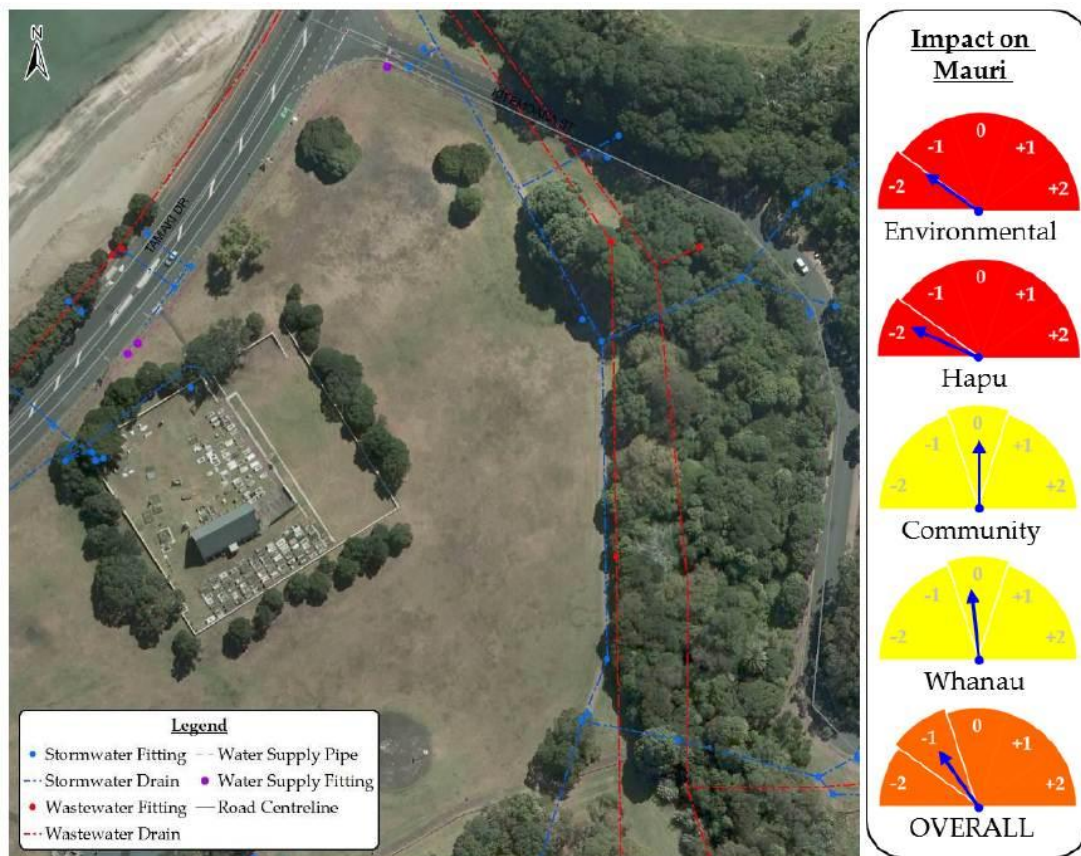 N
TAMAKI DR
Legend
Stormwater Fitting
Stormwater Drain
Wastewater Fitting
Wastewater Drain
Water Supply Pipe
Water Supply Fitting
Road Centreline
Impact on
Mauri
0
-1 +1
-2 +2
Environmental
0
-1 +1
-2 +2
Hapu
0
-1 +1
-2 +2
Community
0
-1 +1
-2 +2
Whanau
0
-1 +1
-2 +2
OVERALL